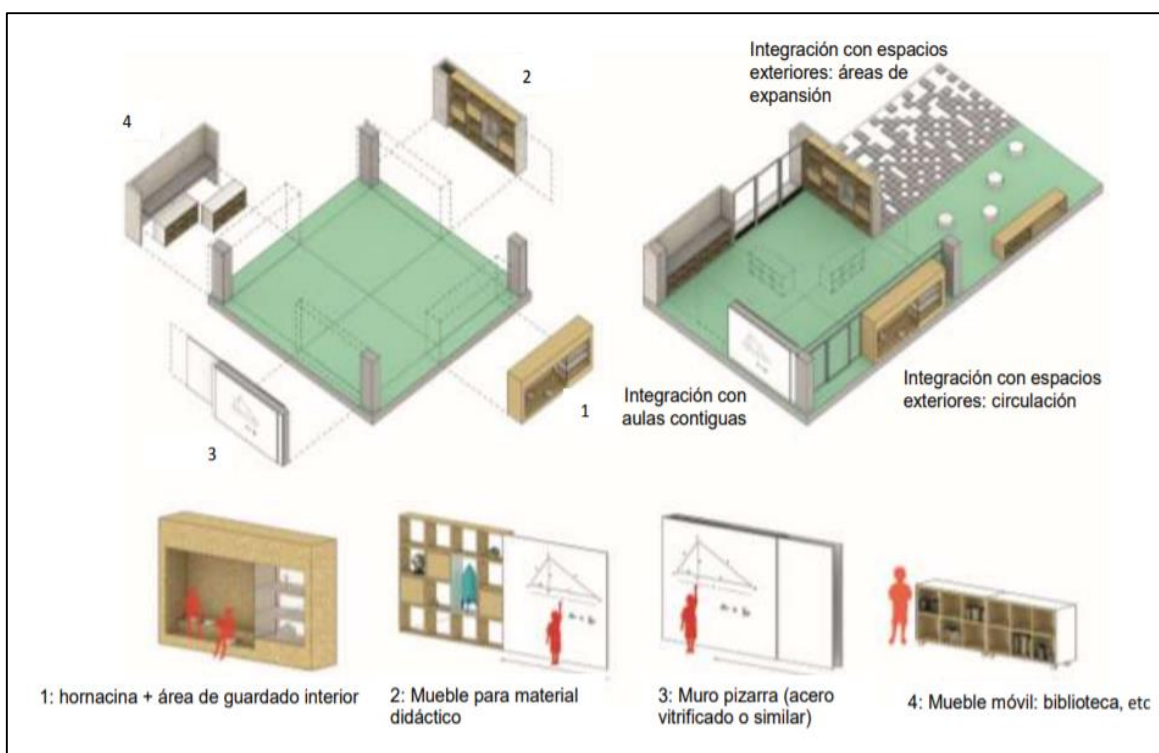 2
4
1
3
Integración con espacios
exteriores: áreas de
expansión
Integración con
aulas contiguas
Integración con espacios
exteriores: circulación
1: hornacina + área de guardado interior
2: Mueble para material
didáctico
3: Muro pizarra (acero
vitrificado o similar)
4: Mueble móvil: biblioteca, etc